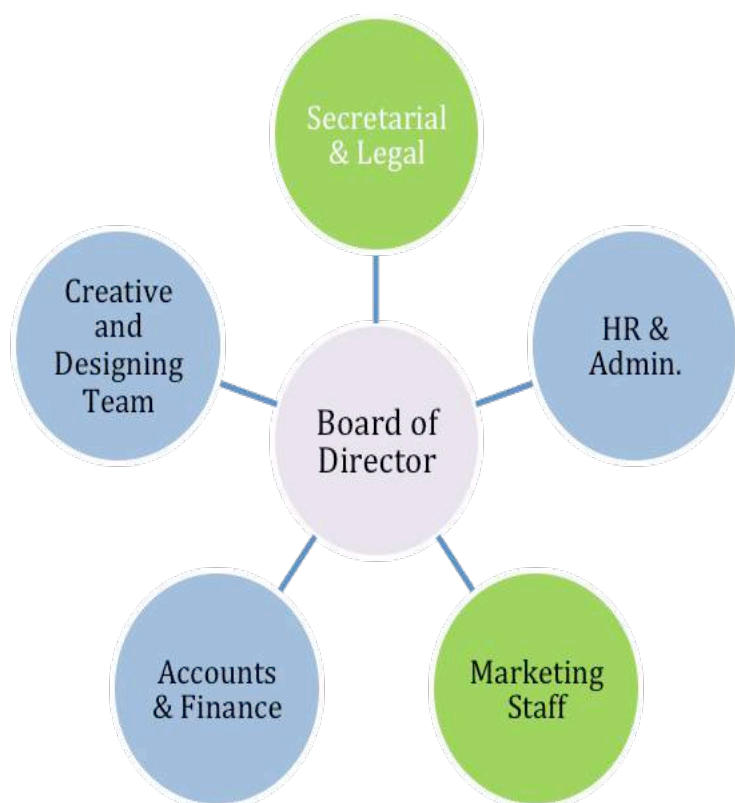 Secretarial
& Legal
Creative
and
Designing
Team
HR &
Admin.
Board of
Director
Accounts
& Finance
Marketing
Staff